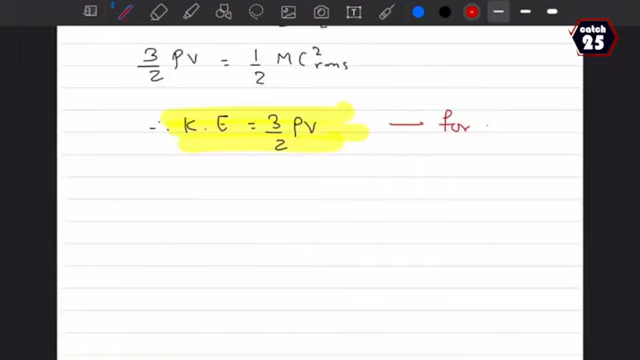 catch
25
3/2 PV = 1/2 MC²rms
∴ K.E = 3/2 PV → for